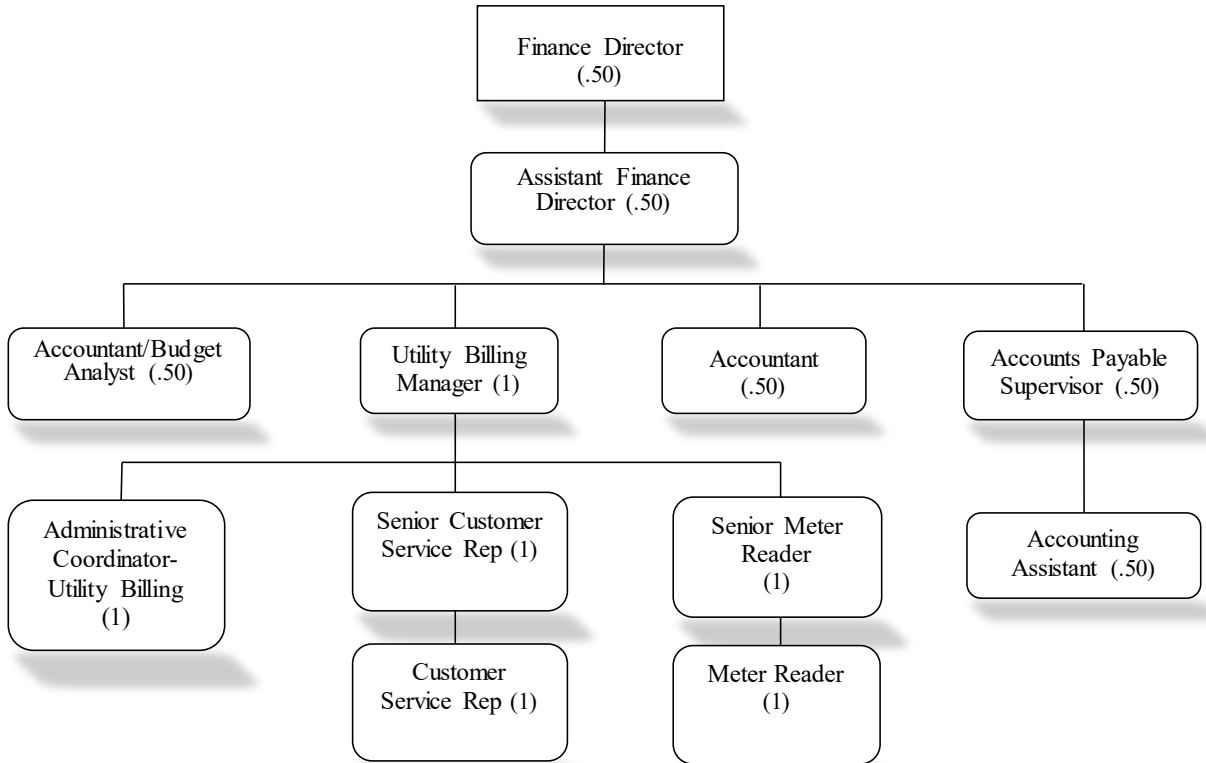 Finance Director
(.50)
Assistant Finance
Director (.50)
Accountant/Budget
Analyst (.50)
Utility Billing
Manager (1)
Accountant
(.50)
Accounts Payable
Supervisor (.50)
Administrative
Coordinator-
Utility Billing
(1)
Senior Customer
Service Rep (1)
Senior Meter
Reader
(1)
Accounting
Assistant (.50)
Customer
Service Rep (1)
Meter Reader
(1)